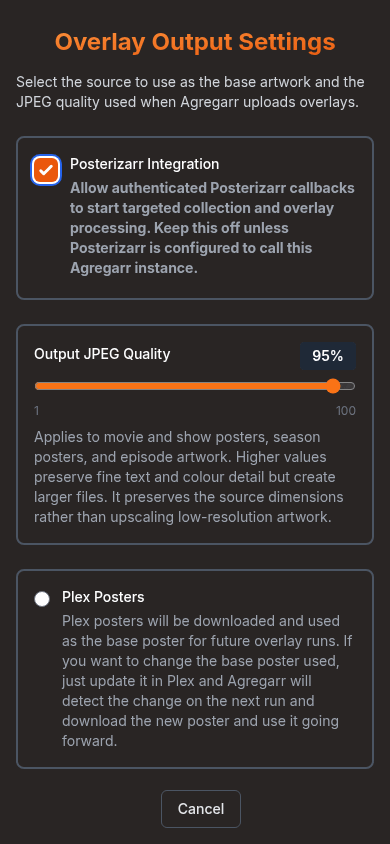 Overlay Output Settings
Select the source to use as the base artwork and the
JPEG quality used when Agregarr uploads overlays.
Posterizarr Integration
Allow authenticated Posterizarr callbacks
to start targeted collection and overlay
processing. Keep this off unless
Posterizarr is configured to call this
Agregarr instance.
Output JPEG Quality
95%
1
100
Applies to movie and show posters, season
posters, and episode artwork. Higher values
preserve fine text and colour detail but create
larger files. It preserves the source dimensions
rather than upscaling low-resolution artwork.
Plex Posters
Plex posters will be downloaded and used
as the base poster for future overlay runs. If
you want to change the base poster used,
just update it in Plex and Agregarr will
detect the change on the next run and
download the new poster and use it going
forward.
Cancel